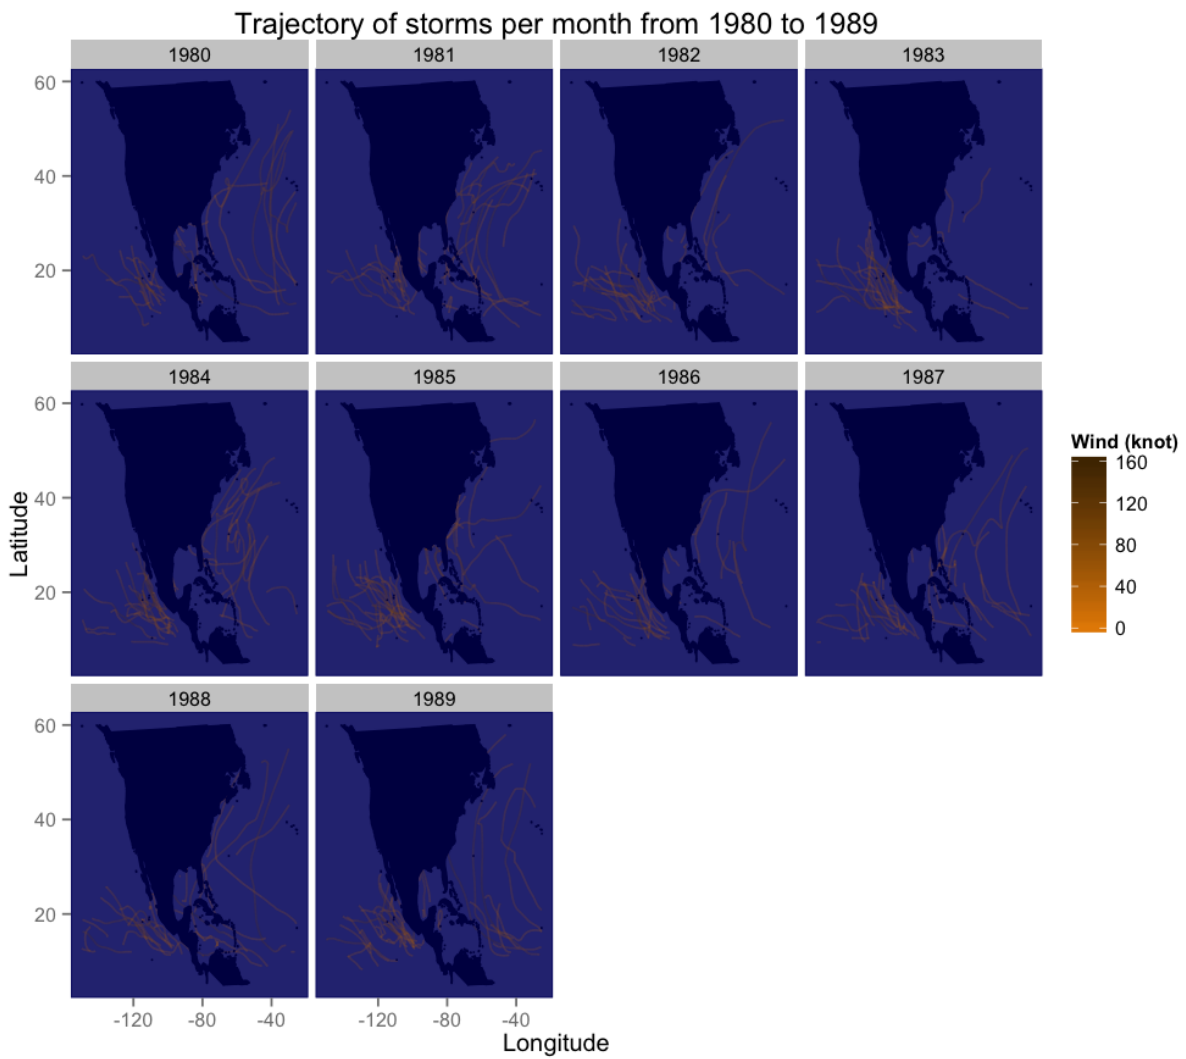 Trajectory of storms per month from 1980 to 1989
1980 1981 1982 1983
60
40
20
1984 1985 1986 1987
60
40
20
1988 1989
60
40
20
-120 -80 -40 -120 -80 -40
Longitude
Latitude
Wind (knot)
160
120
80
40
0